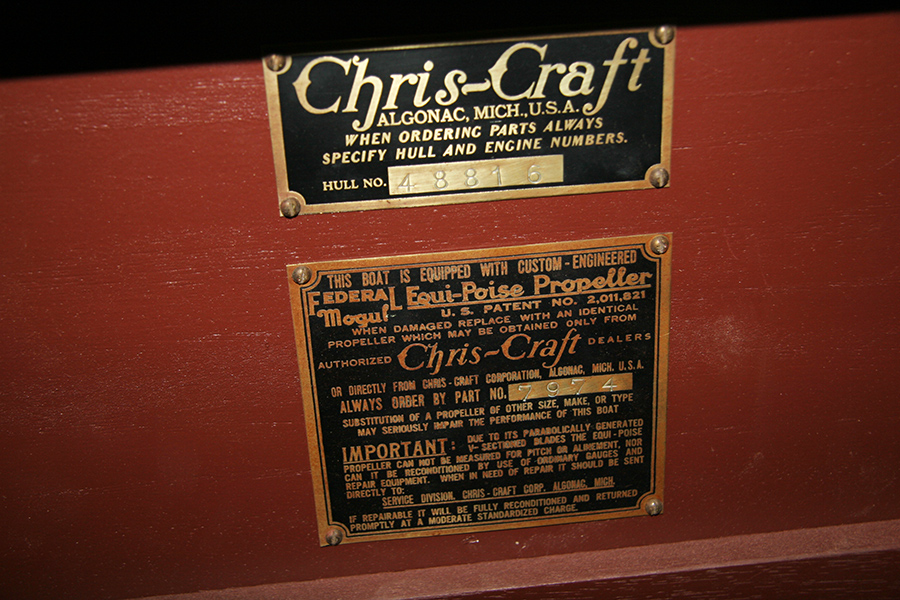 Chris-Craft
ALGONAC, MICH., U.S.A.
WHEN ORDERING PARTS ALWAYS
SPECIFY HULL AND ENGINE NUMBERS.
HULL NO. 48816
THIS BOAT IS EQUIPPED WITH CUSTOM-ENGINEERED
FEDERAL Equi-Poise Propeller
Mogul U.S. PATENT NO. 2,011,821
WHEN DAMAGED REPLACE WITH AN IDENTICAL
PROPELLER WHICH MAY BE OBTAINED ONLY FROM
AUTHORIZED Chris-Craft DEALERS
OR DIRECTLY FROM CHRIS-CRAFT CORPORATION, ALGONAC, MICH. U.S.A.
ALWAYS ORDER BY PART NO. 7974
SUBSTITUTION OF A PROPELLER OF OTHER SIZE, MAKE, OR TYPE
MAY SERIOUSLY IMPAIR THE PERFORMANCE OF THIS BOAT
IMPORTANT: DUE TO ITS PARABOLICALLY GENERATED
V-SECTIONED BLADES THE EQUI-POISE
PROPELLER CAN NOT BE MEASURED FOR PITCH OR ALINEMENT, NOR
CAN IT BE RECONDITIONED BY USE OF ORDINARY GAUGES AND
REPAIR EQUIPMENT. WHEN IN NEED OF REPAIR IT SHOULD BE SENT
DIRECTLY TO:
SERVICE DIVISION, CHRIS-CRAFT CORP. ALGONAC, MICH.
IF REPAIRABLE IT WILL BE FULLY RECONDITIONED AND RETURNED
PROMPTLY AT A MODERATE STANDARDIZED CHARGE.